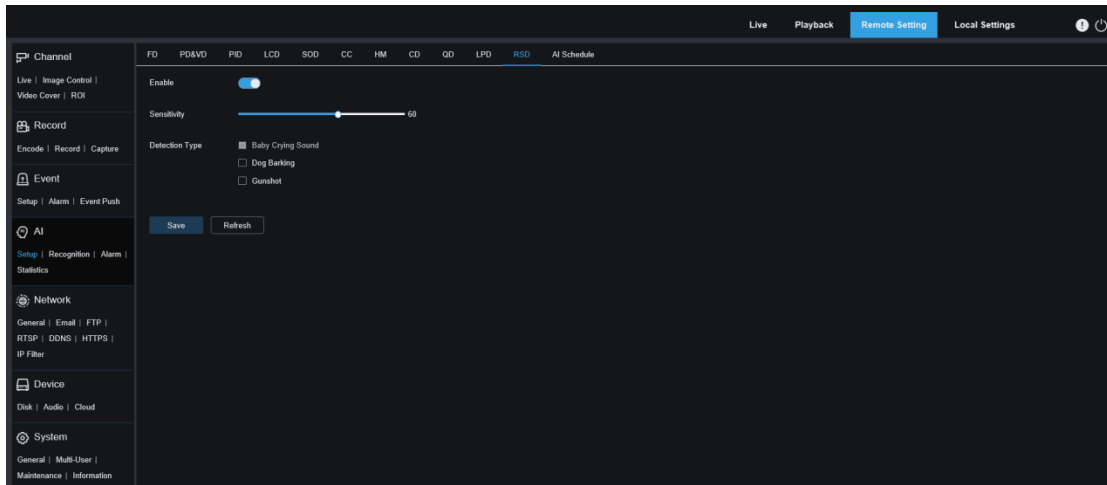 Live Playback Remote Setting Local Settings
Channel
Live | Image Control |
Video Cover | ROI
Record
Encode | Record | Capture
Event
Setup | Alarm | Event Push
AI
Setup | Recognition | Alarm |
Statistics
Network
General | Email | FTP |
RTSP | DDNS | HTTPS |
IP Filter
Device
Disk | Audio | Cloud
System
General | Multi-User |
Maintenance | Information
FD PD&VD PID LCD SOD CC HM CD QD LPD RSD AI Schedule
Enable
Sensitivity 60
Detection Type Baby Crying Sound
Dog Barking
Gunshot
Save Refresh